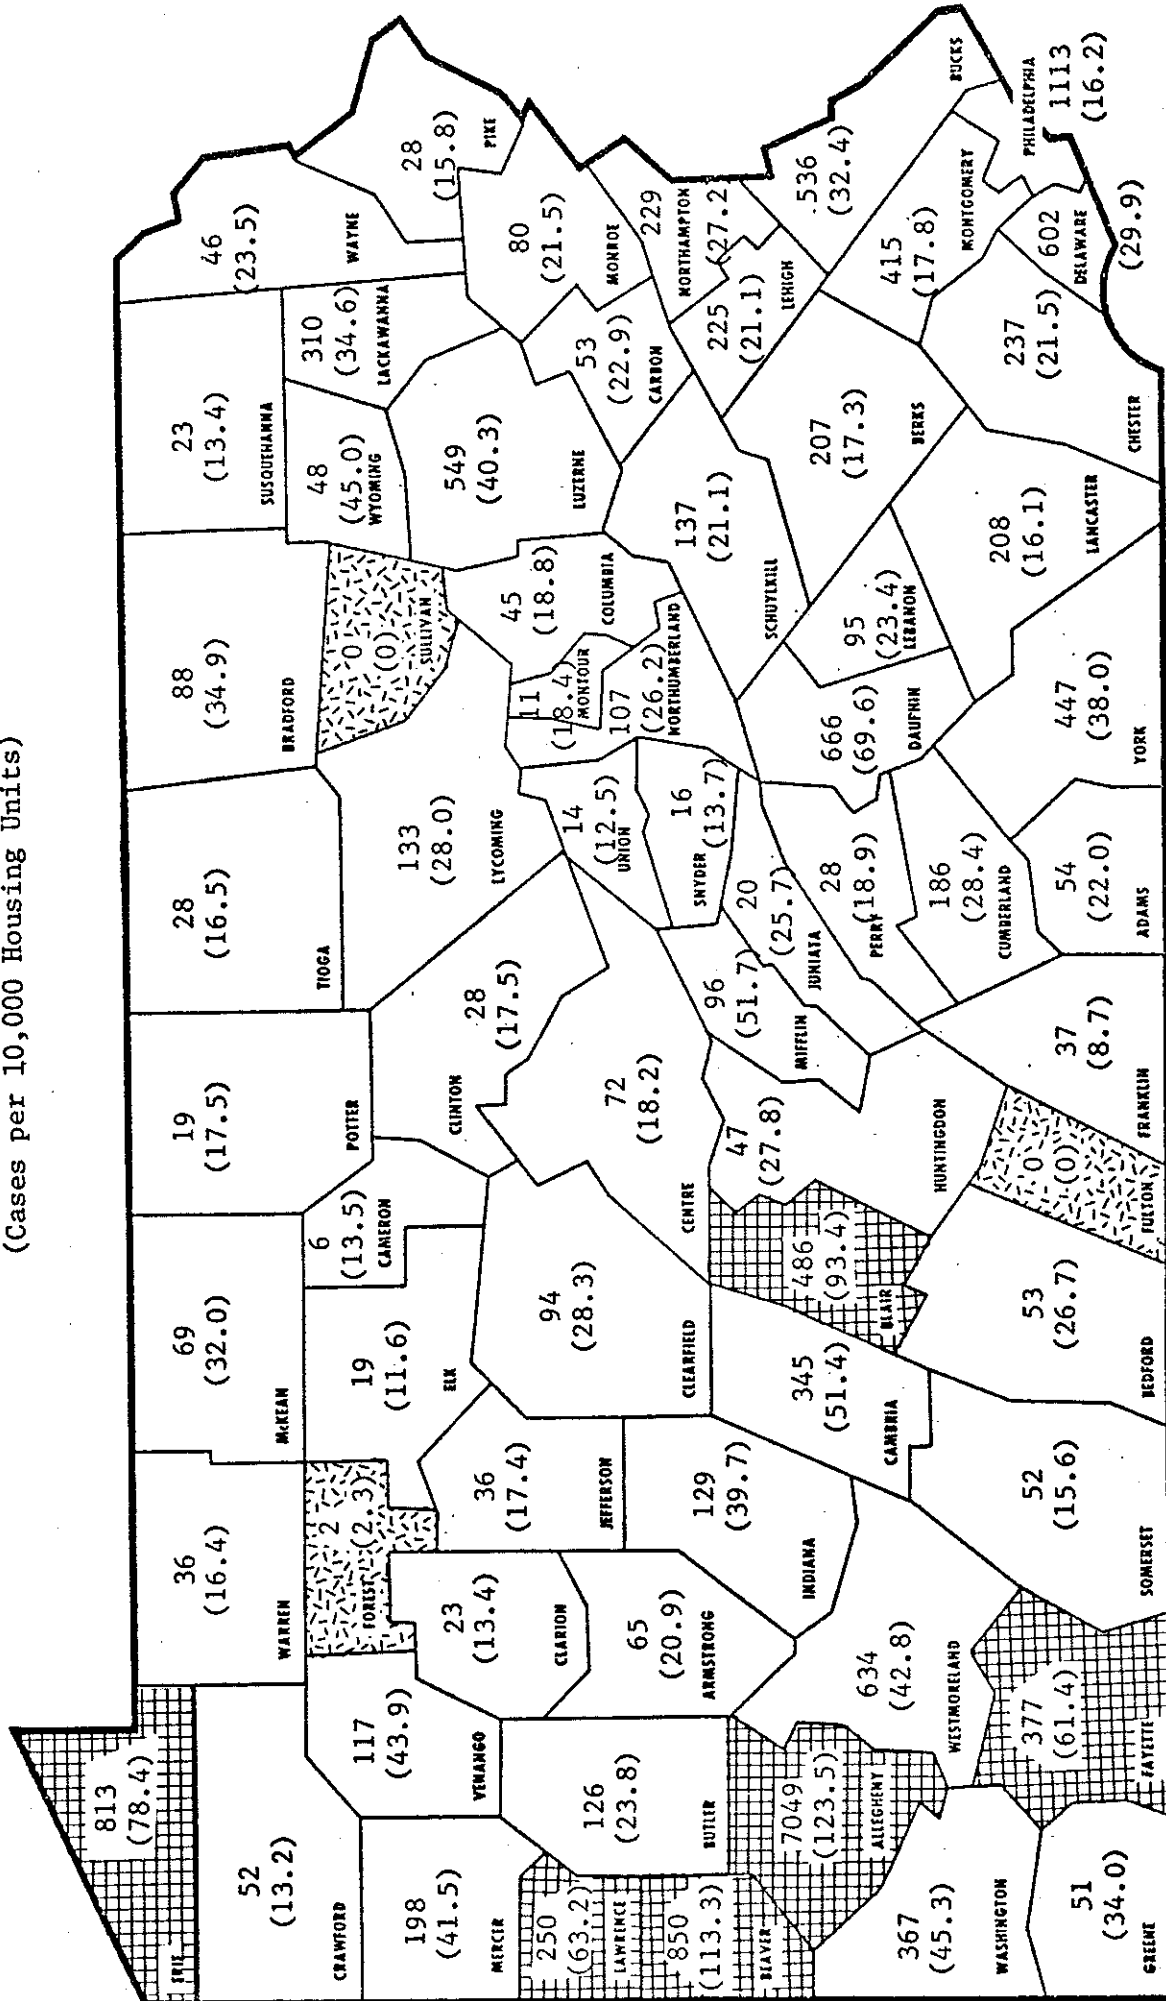 (Cases per 10,000 Housing Units)
813
(78.4)
ERIE
52
(13.2)
CRAWFORD
36
(16.4)
WARREN
69
(32.0)
McKEAN
19
(17.5)
POTTER
28
(16.5)
TIOGA
88
(34.9)
BRADFORD
23
(13.4)
SUSQUEHANNA
46
(23.5)
WAYNE
198
(41.5)
MERCER
117
(43.9)
VENANGO
2
(2.3)
FOREST
19
(11.6)
ELK
6
(13.5)
CAMERON
28
(17.5)
CLINTON
133
(28.0)
LYCOMING
0
(0)
SULLIVAN
48
(45.0)
WYOMING
310
(34.6)
LACKAWANNA
28
(15.8)
PIKE
250
(63.2)
LAWRENCE
126
(23.8)
BUTLER
23
(13.4)
CLARION
36
(17.4)
JEFFERSON
94
(28.3)
CLEARFIELD
72
(18.2)
CENTRE
14
(12.5)
UNION
11
(18.4)
MONTOUR
107
(26.2)
NORTHUMBERLAND
45
(18.8)
COLUMBIA
549
(40.3)
LUZERNE
80
(21.5)
MONROE
850
(113.3)
BEAVER
65
(20.9)
ARMSTRONG
129
(39.7)
INDIANA
345
(51.4)
CAMBRIA
486
(93.4)
BLAIR
47
(27.8)
HUNTINGDON
96
(51.7)
MIFFLIN
16
(13.7)
SNYDER
20
(25.7)
JUNIATA
137
(21.1)
SCHUYLKILL
53
(22.9)
CARBON
229
(27.2
NORTHAMPTON
225
(21.1)
LEHIGH
7049
(123.5)
ALLEGHENY
634
(42.8)
WESTMORELAND
28
(18.9)
PERRY
666
(69.6)
DAUPHIN
95
(23.4)
LEBANON
207
(17.3)
BERKS
536
(32.4)
BUCKS
415
(17.8)
MONTGOMERY
367
(45.3)
WASHINGTON
51
(34.0)
GREENE
377
(61.4)
FAYETTE
52
(15.6)
SOMERSET
53
(26.7)
BEDFORD
0
(0)
FULTON
37
(8.7)
FRANKLIN
186
(28.4)
CUMBERLAND
54
(22.0)
ADAMS
447
(38.0)
YORK
208
(16.1)
LANCASTER
237
(21.5)
CHESTER
602
DELAWARE
(29.9)
PHILADELPHIA
1113
(16.2)